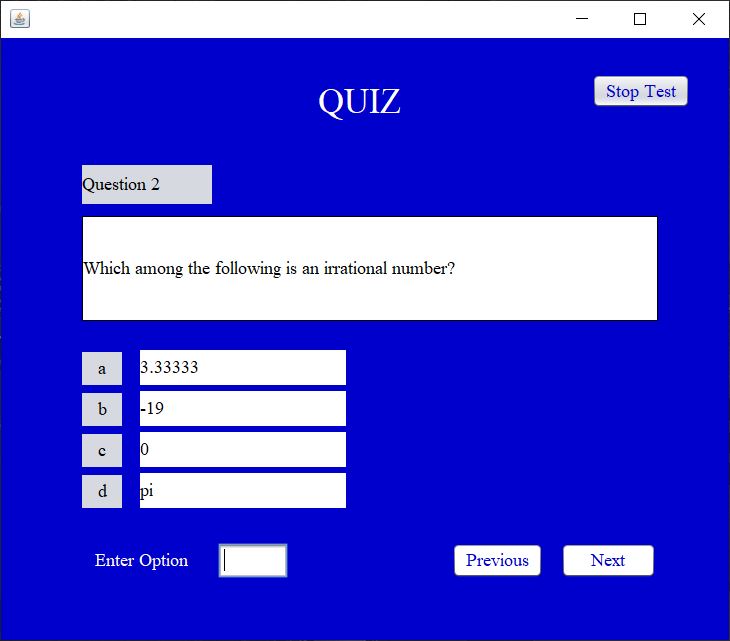 QUIZ
Stop Test
Question 2
Which among the following is an irrational number?
a 3.33333
b -19
c 0
d pi
Enter Option
Previous Next